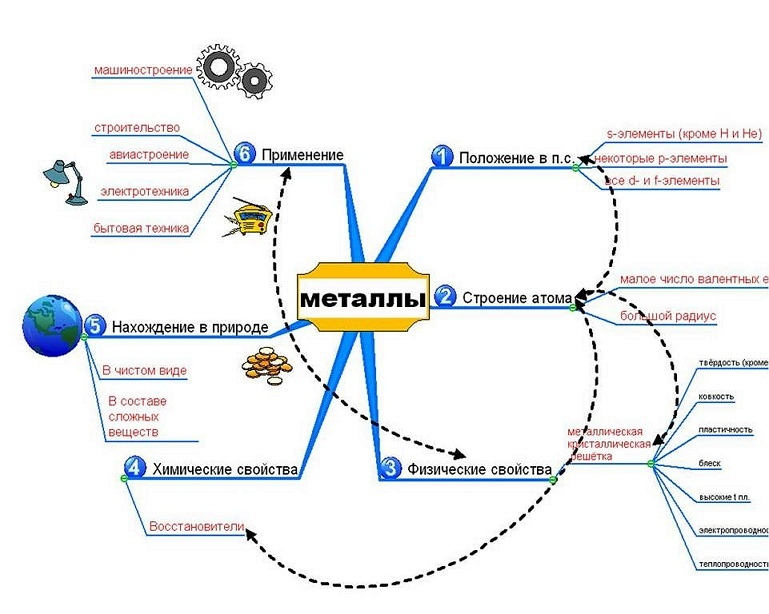 металлы
1 Положение в п.с.
s-элементы (кроме H и He)
некоторые р-элементы
все d- и f-элементы
2 Строение атома
малое число валентных е
большой радиус
3 Физические свойства
металлическая
кристаллическая
решётка
твёрдость (кроме
ковкость
пластичность
блеск
высокие t пл.
электропроводнос
теплопроводность
4 Химические свойства
Восстановители
5 Нахождение в природе
В чистом виде
В составе
сложных
веществ
6 Применение
машиностроение
строительство
авиастроение
электротехника
бытовая техника